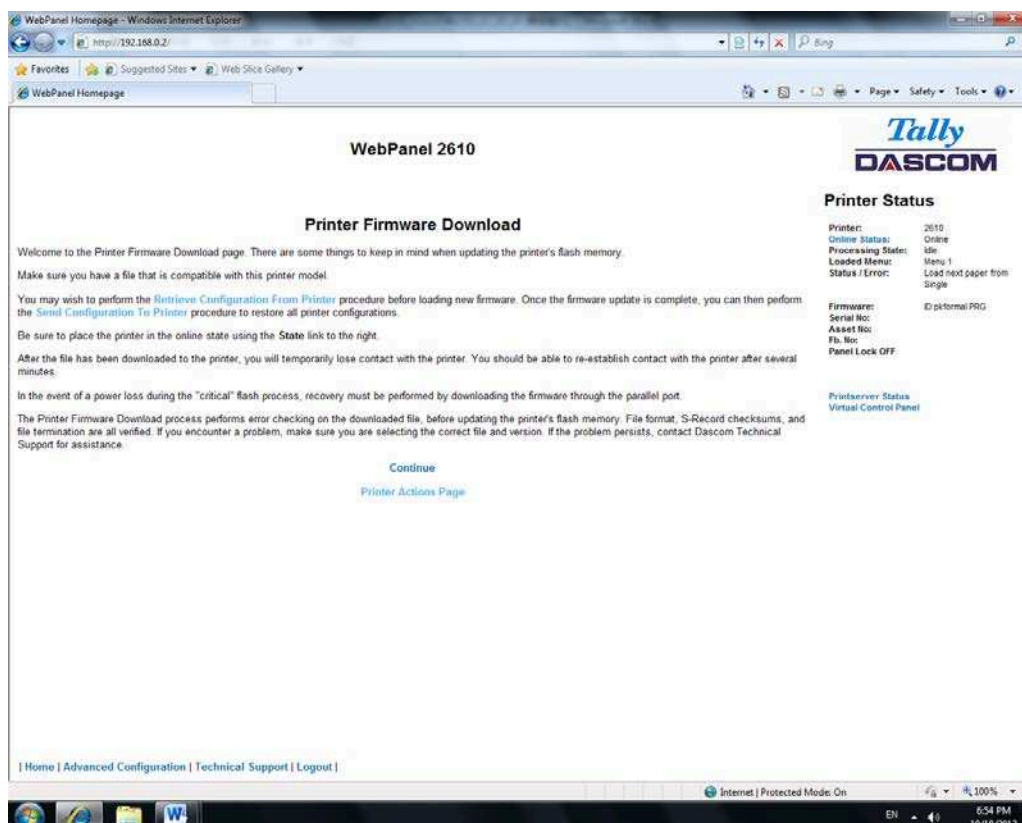 WebPanel Homepage - Windows Internet Explorer
http://192.168.0.2/
Bing
Favorites Suggested Sites Web Slice Gallery
WebPanel Homepage
Page Safety Tools
Tally
DASCOM
WebPanel 2610
Printer Firmware Download
Welcome to the Printer Firmware Download page. There are some things to keep in mind when updating the printer's flash memory.
Make sure you have a file that is compatible with this printer model.
You may wish to perform the Retrieve Configuration From Printer procedure before loading new firmware. Once the firmware update is complete, you can then perform
the Send Configuration To Printer procedure to restore all printer configurations.
Be sure to place the printer in the online state using the State link to the right.
After the file has been downloaded to the printer, you will temporarily lose contact with the printer. You should be able to re-establish contact with the printer after several
minutes.
In the event of a power loss during the "critical" flash process, recovery must be performed by downloading the firmware through the parallel port.
The Printer Firmware Download process performs error checking on the downloaded file, before updating the printer's flash memory. File format, S-Record checksums, and
file termination are all verified. If you encounter a problem, make sure you are selecting the correct file and version. If the problem persists, contact Dascom Technical
Support for assistance.
Continue
Printer Actions Page
Printer Status
Printer: 2610
Online Status: Online
Processing State: Idle
Loaded Menu: Menu 1
Status / Error: Load next paper from
Single
Firmware:
Serial No:
Asset No:
Fb. No:
Panel Lock OFF
Printserver Status
Virtual Control Panel
| Home | Advanced Configuration | Technical Support | Logout |
Internet | Protected Mode: On
100%
EN
6:54 PM